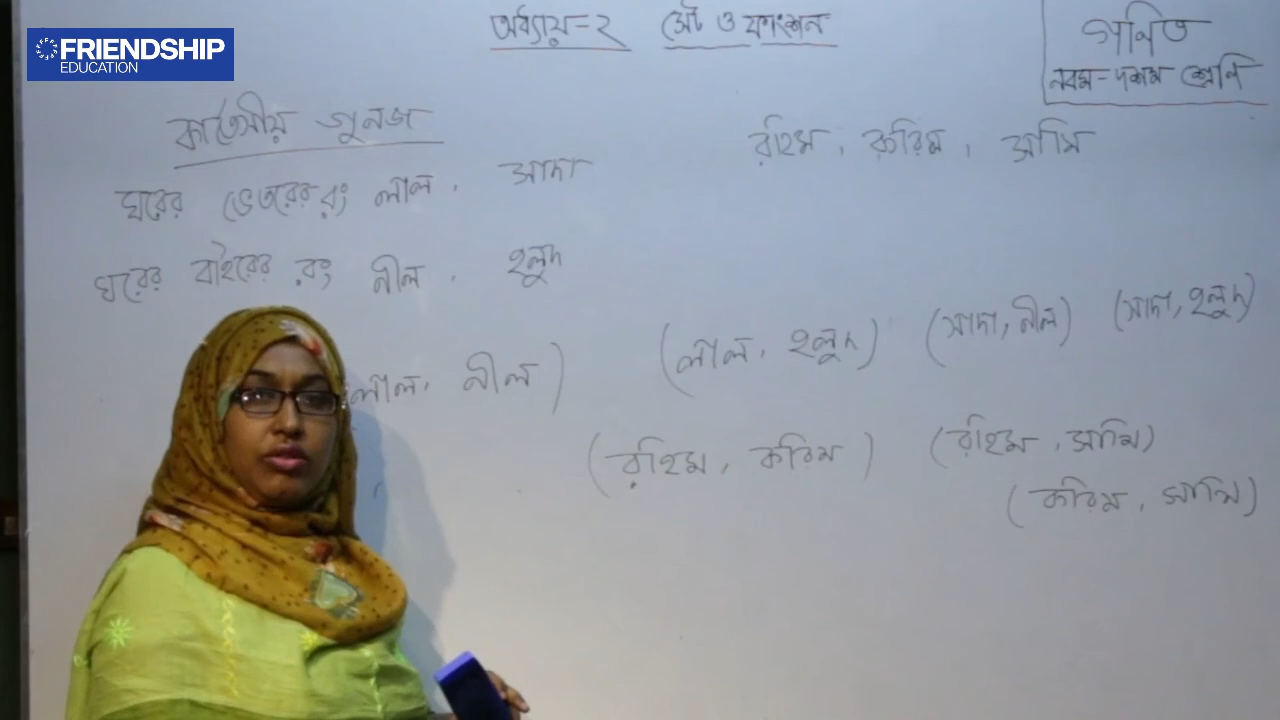 FRIENDSHIP
EDUCATION
অধ্যায়-২ সেট ও ফাংশন
গণিত
নবম-দশম শ্রেণি
কার্তেসীয় গুনজ
ঘরের ভেতরের রং লাল, সাদা
ঘরের বাইরের রং নীল, হলুদ
রহিম, করিম, সামি
লাল, নীল) (লাল, হলুদ) (সাদা, নীল) (সাদা, হলুদ)
(রহিম, করিম) (রহিম, সামি)
(করিম, সামি)